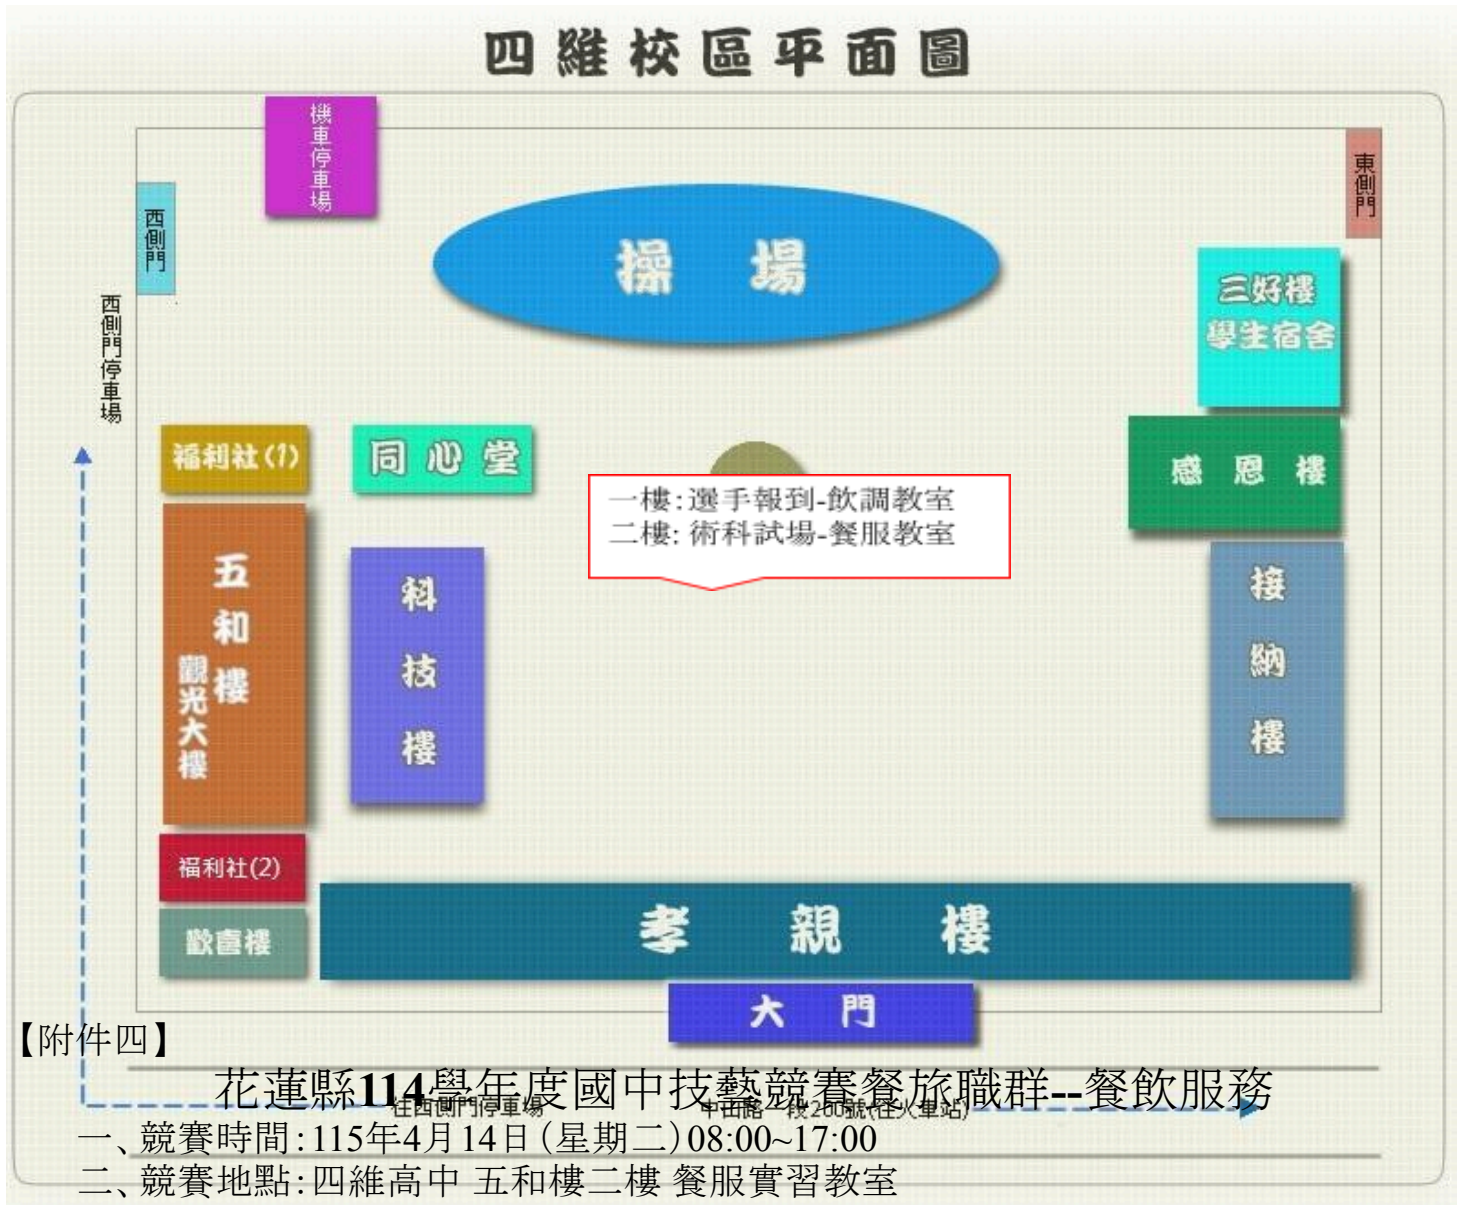 四維校區平面圖
機車停車場
東側門
西側門
操場
三好樓
學生宿舍
西側門停車場
福利社(1)
同心堂
感恩樓
一樓:選手報到-飲調教室
二樓: 術科試場-餐服教室
五和樓
觀光大樓
科技樓
接納樓
福利社(2)
歡喜樓
孝親樓
大門
【附件四】
花蓮縣114學年度國中技藝競賽餐旅職群--餐飲服務
往西側門停車場
中山路一段200號(往火車站)
一、競賽時間:115年4月14日(星期二)08:00~17:00
二、競賽地點:四維高中 五和樓二樓 餐服實習教室